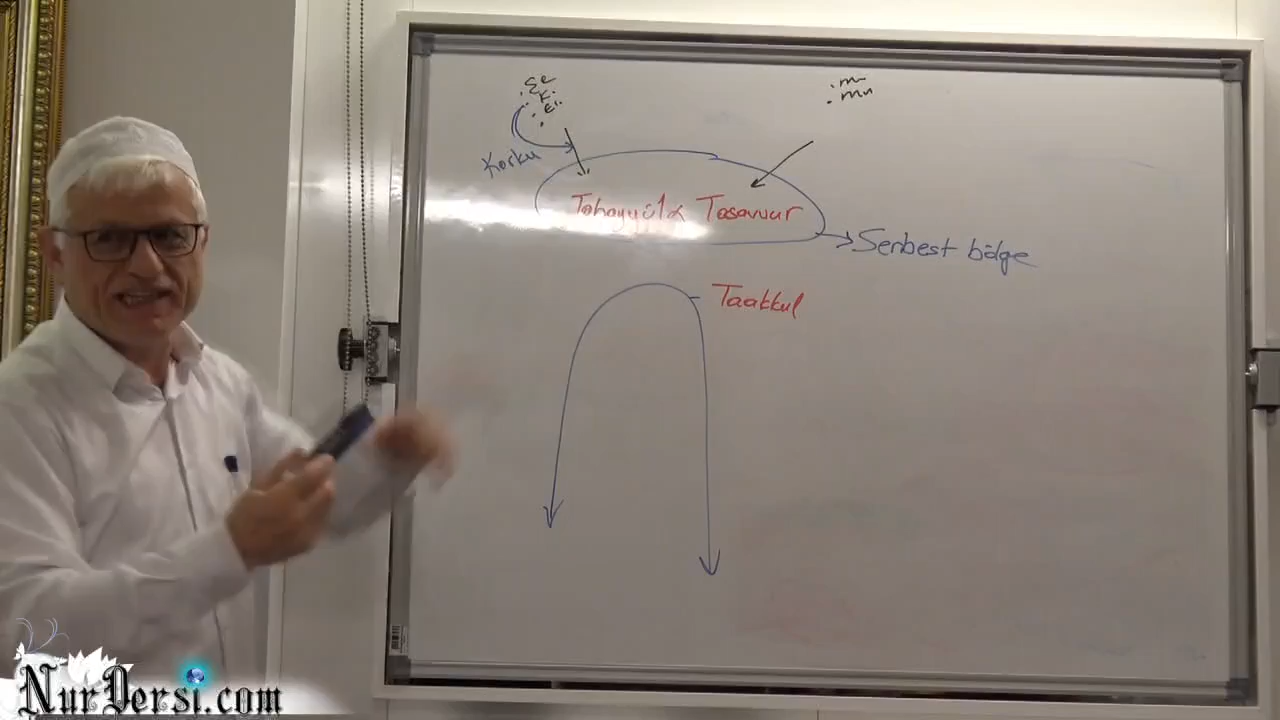 Korku
Tahayyül Tasavvur
Serbest bölge
Taakkul
NurDersi.com